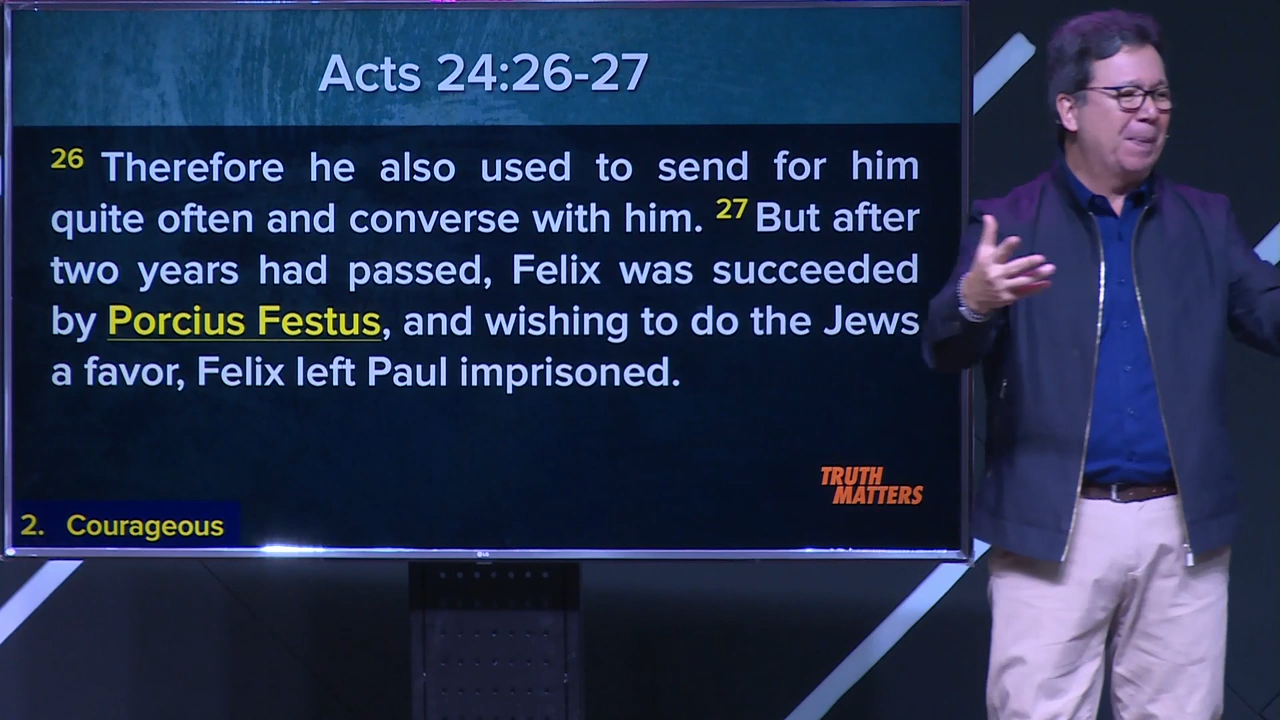 Acts 24:26-27
26 Therefore he also used to send for him
quite often and converse with him. 27 But after
two years had passed, Felix was succeeded
by Porcius Festus, and wishing to do the Jews
a favor, Felix left Paul imprisoned.
TRUTH
MATTERS
2. Courageous
LG